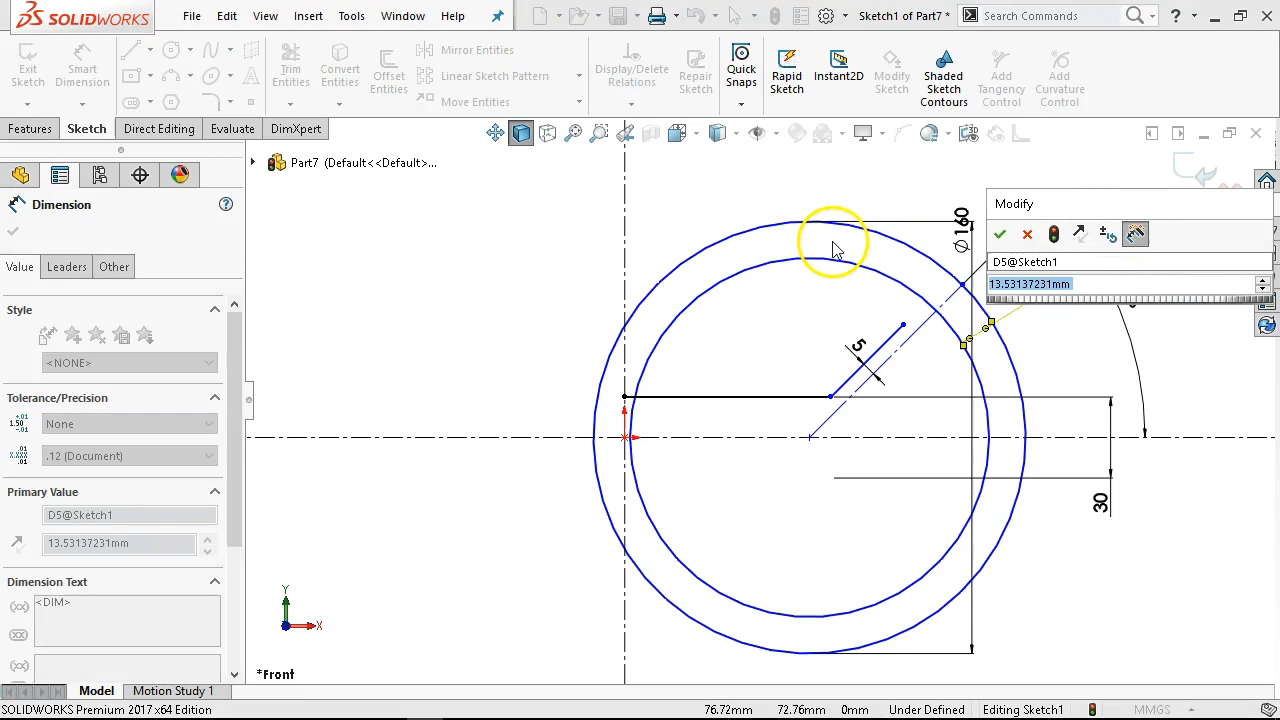 SOLIDWORKS
File Edit View Insert Tools Window Help
Sketch1 of Part7 *
Search Commands
?
Exit Sketch
Smart Dimension
Trim Entities
Convert Entities
Offset Entities
Mirror Entities
Linear Sketch Pattern
Move Entities
Display/Delete Relations
Repair Sketch
Quick Snaps
Rapid Sketch
Instant2D
Modify Sketch
Shaded Sketch Contours
Add Tangency Control
Add Curvature Control
Features Sketch Direct Editing Evaluate DimXpert
Part7 (Default<<Default>...
Dimension
Value Leaders Other
Style
<NONE>
Tolerance/Precision
None
.12 (Document)
Primary Value
D5@Sketch1
13.53137231mm
Dimension Text
<DIM>
Modify
D5@Sketch1
13.53137231mm
Ø 160
5
30
Y
X
*Front
Model Motion Study 1
SOLIDWORKS Premium 2017 x64 Edition
76.72mm 72.76mm 0mm Under Defined Editing Sketch1 MMGS